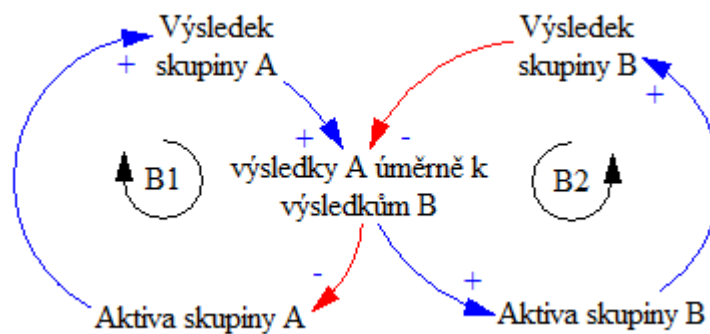 Výsledek
skupiny A
Výsledek
skupiny B
+
+
+
-
výsledky A úměrně k
výsledkům B
B1
B2
-
+
Aktiva skupiny A
Aktiva skupiny B